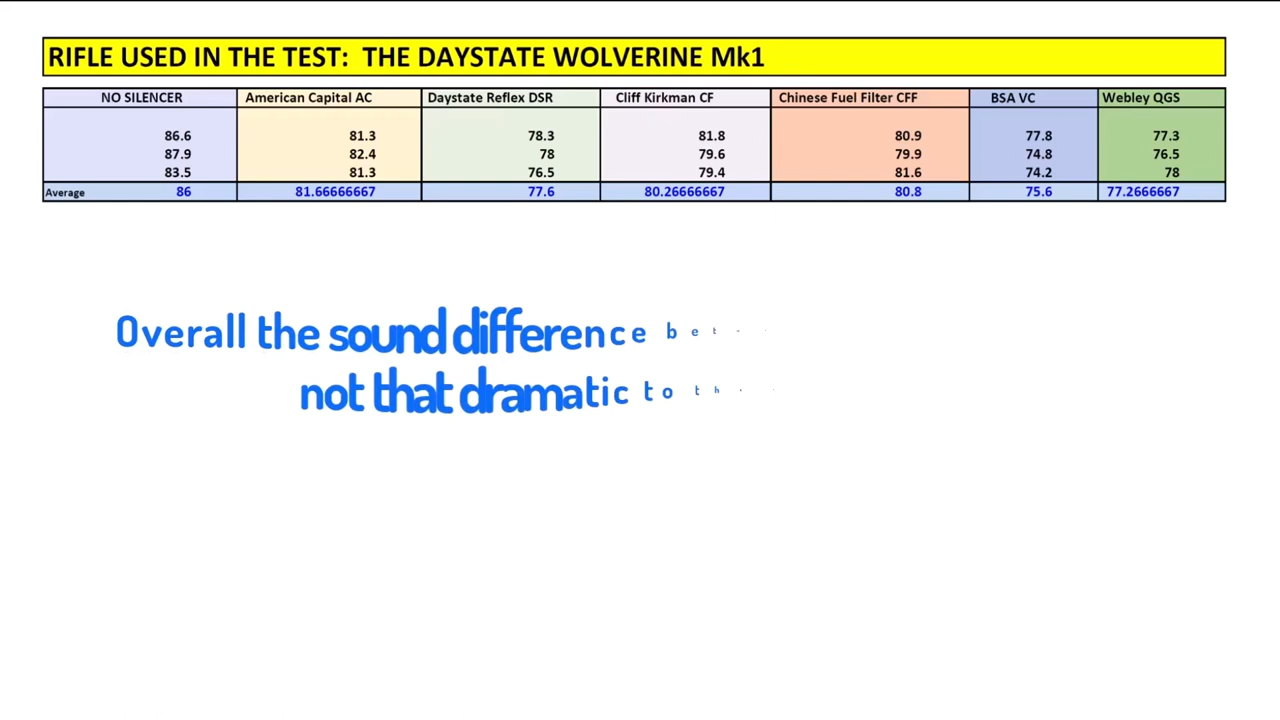 RIFLE USED IN THE TEST: THE DAYSTATE WOLVERINE Mk1
NO SILENCER American Capital AC Daystate Reflex DSR Cliff Kirkman CF Chinese Fuel Filter CFF BSA VC Webley QGS
86.6 81.3 78.3 81.8 80.9 77.8 77.3
87.9 82.4 78 79.6 79.9 74.8 76.5
83.5 81.3 76.5 79.4 81.6 74.2 78
Average 86 81.66666667 77.6 80.26666667 80.8 75.6 77.2666667
Overall the sound difference
not that dramatic to